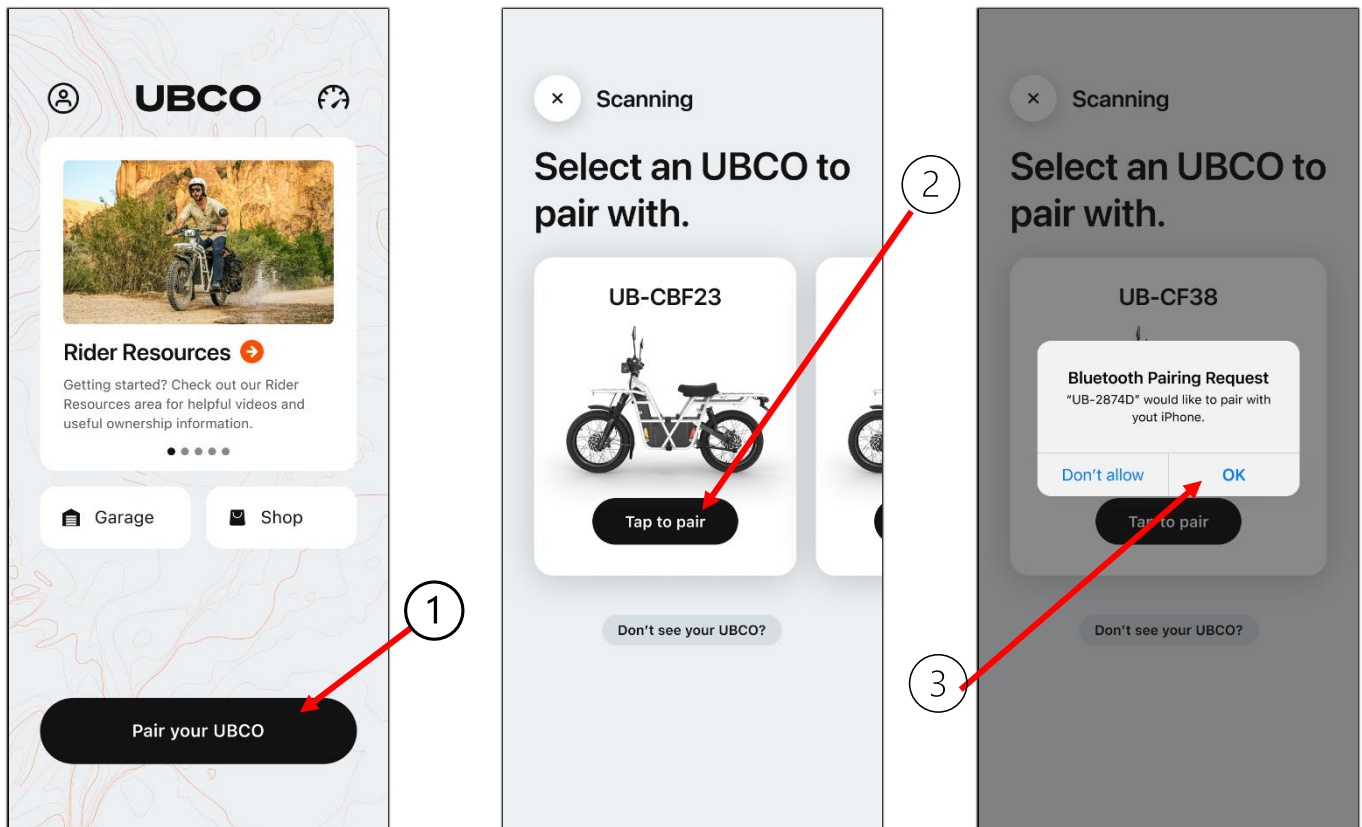 UBCO
Rider Resources
Getting started? Check out our Rider
Resources area for helpful videos and
useful ownership information.
Garage
Shop
Pair your UBCO
1
Scanning
Select an UBCO to
pair with.
UB-CBF23
Tap to pair
Don't see your UBCO?
2
Scanning
Select an UBCO to
pair with.
UB-CF38
Bluetooth Pairing Request
"UB-2874D" would like to pair with
yout iPhone.
Don't allow
OK
Tap to pair
Don't see your UBCO?
3